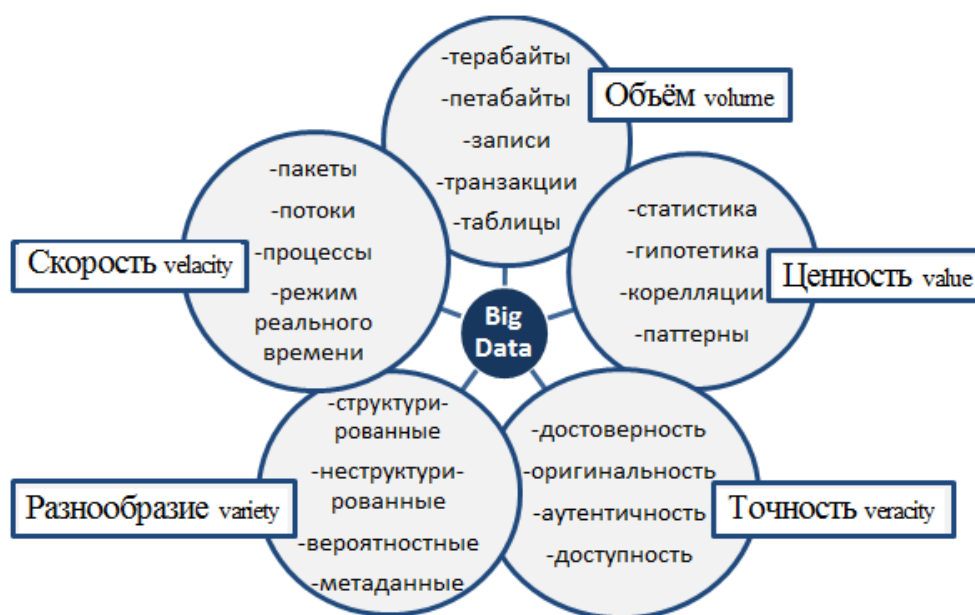 -терабайты
-петабайты
-записи
-транзакции
-таблицы
Объём volume
-пакеты
-потоки
-процессы
-режим
реального
времени
Скорость velacity
-статистика
-гипотетика
-корелляции
-паттерны
Ценность value
Big
Data
-структури-
рованные
-неструктури-
рованные
-вероятностные
-метаданные
Разнообразие variety
-достоверность
-оригинальность
-аутентичность
-доступность
Точность veracity